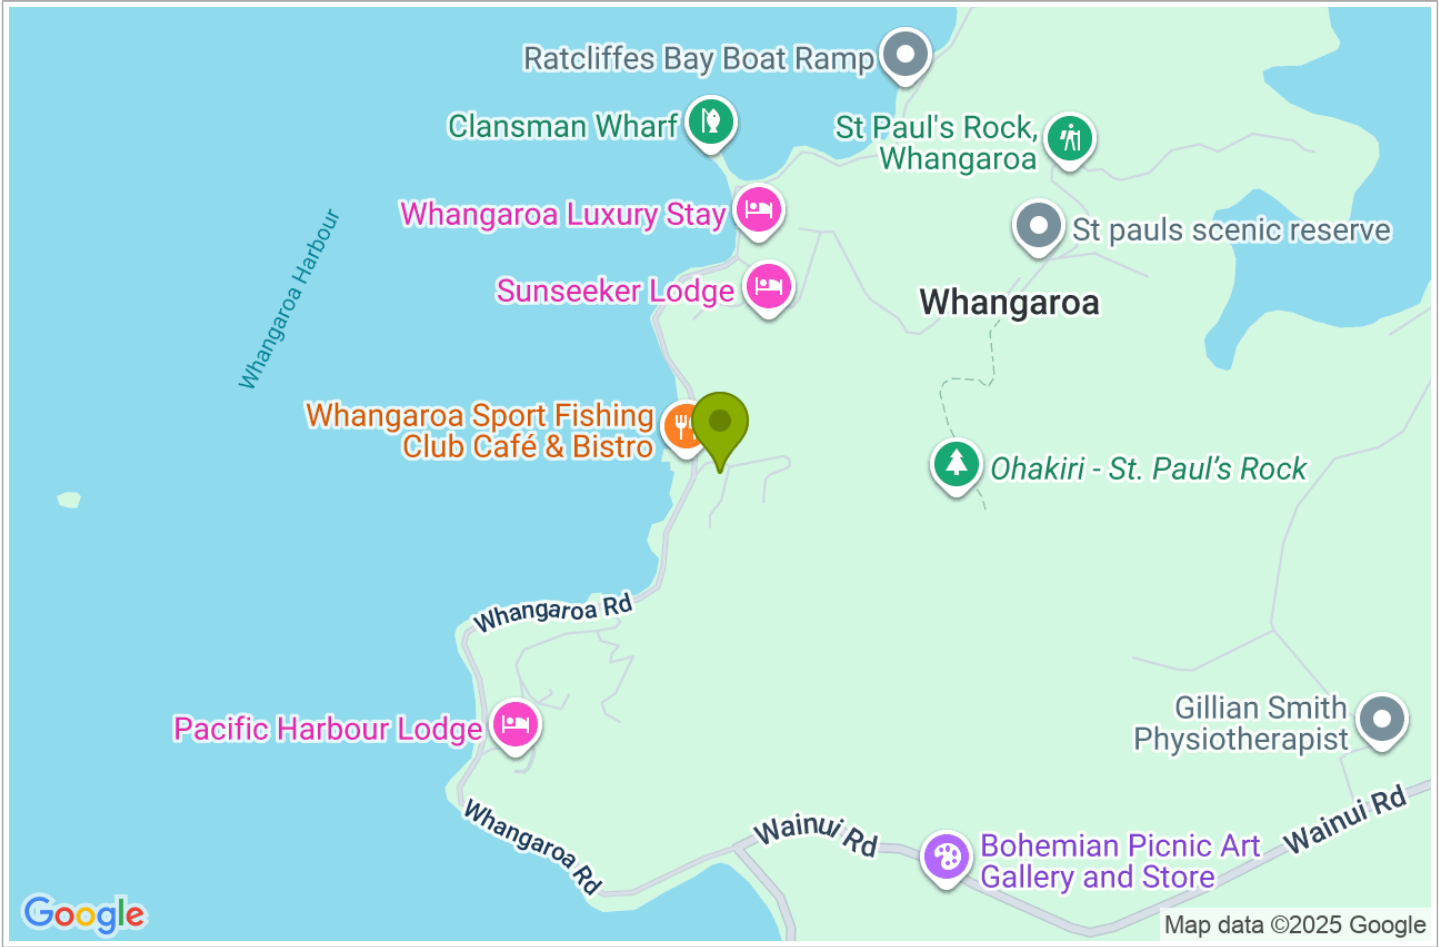 Ratcliffes Bay Boat Ramp
Clansman Wharf
St Paul's Rock,
Whangaroa
Whangaroa Luxury Stay
St pauls scenic reserve
Whangaroa Harbour
Sunseeker Lodge
Whangaroa
Whangaroa Sport Fishing
Club Café & Bistro
Ohakiri - St. Paul’s Rock
Whangaroa Rd
Pacific Harbour Lodge
Gillian Smith
Physiotherapist
Whangaroa Rd
Wainui Rd
Wainui Rd
Bohemian Picnic Art
Gallery and Store
Google
Map data ©2025 Google